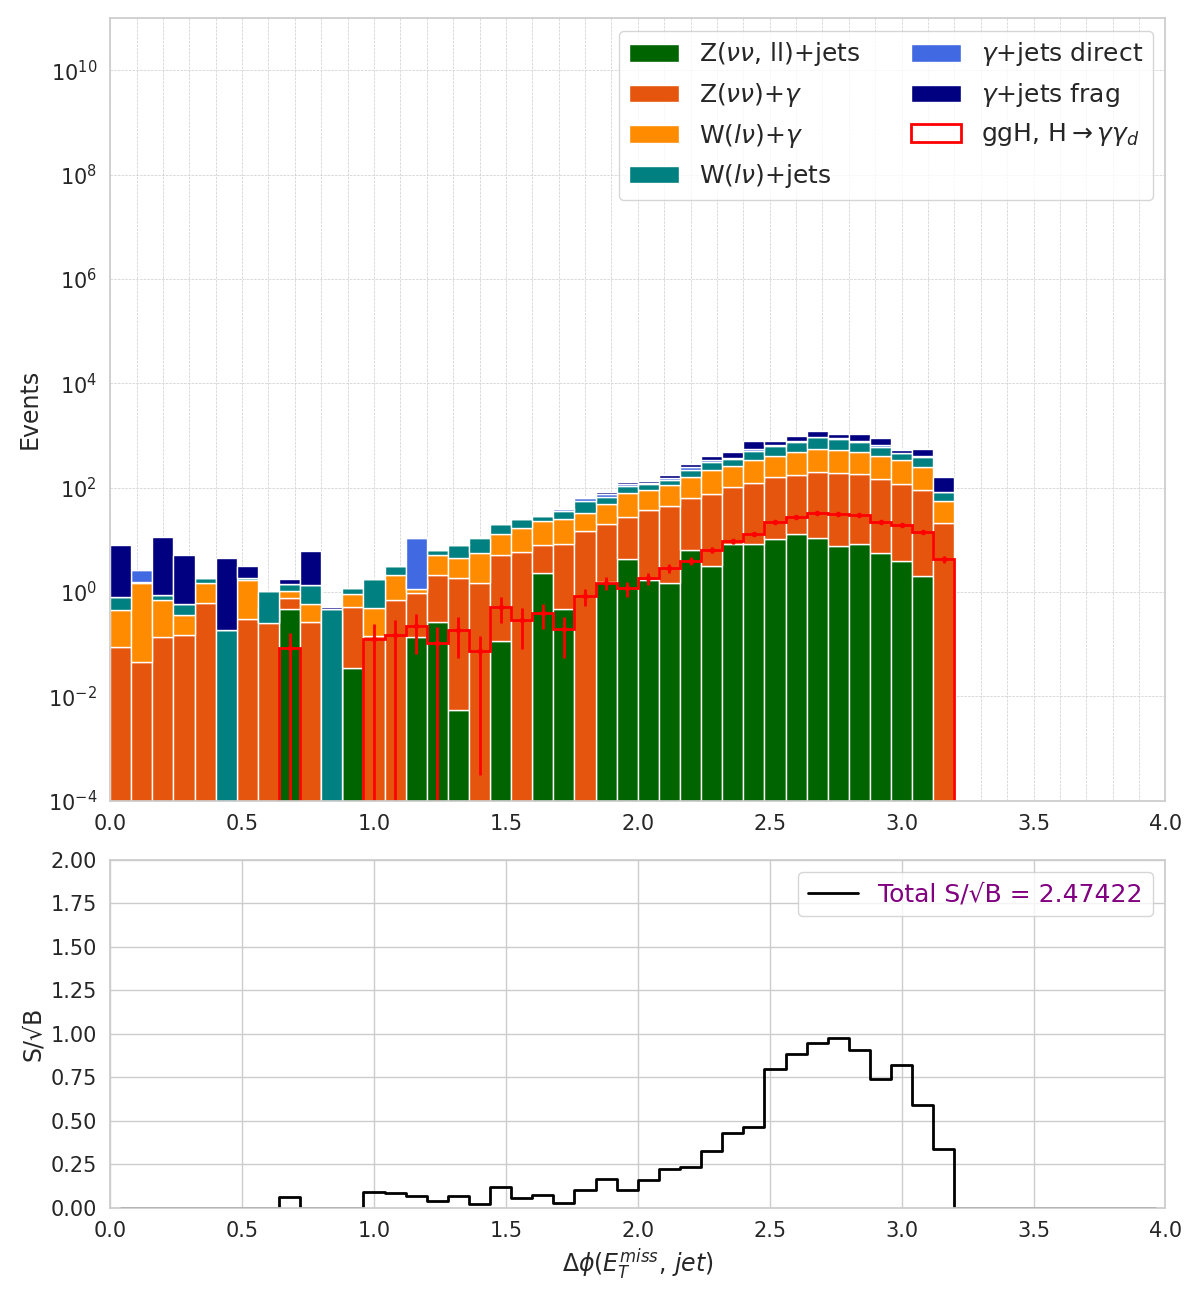 Z(νν, ll)+jets
Z(νν)+γ
W(lν)+γ
W(lν)+jets
γ+jets direct
γ+jets frag
ggH, H→γγ_d
Events
10^10
10^8
10^6
10^4
10^2
10^0
10^−2
10^−4
0.0 0.5 1.0 1.5 2.0 2.5 3.0 3.5 4.0
Total S/√B = 2.47422
S/√B
2.00
1.75
1.50
1.25
1.00
0.75
0.50
0.25
0.00
0.0 0.5 1.0 1.5 2.0 2.5 3.0 3.5 4.0
Δϕ(E_T^miss, jet)